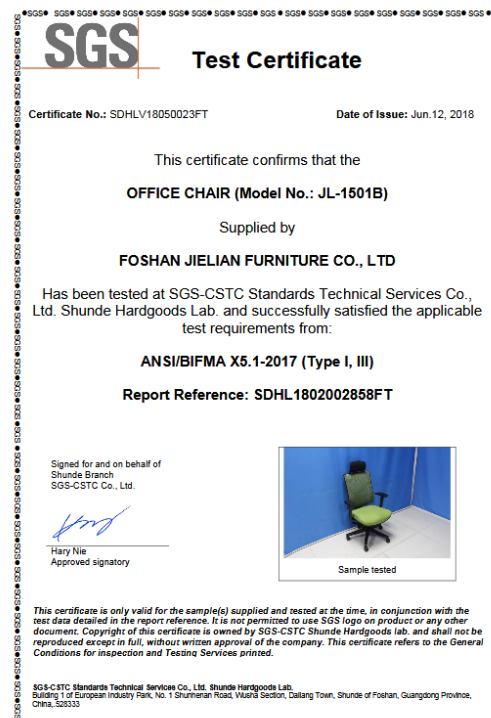 SGS
Test Certificate
Certificate No.: SDHLV18050023FT
Date of Issue: Jun.12, 2018
This certificate confirms that the
OFFICE CHAIR (Model No.: JL-1501B)
Supplied by
FOSHAN JIELIAN FURNITURE CO., LTD
Has been tested at SGS-CSTC Standards Technical Services Co.,
Ltd. Shunde Hardgoods Lab. and successfully satisfied the applicable
test requirements from:
ANSI/BIFMA X5.1-2017 (Type I, III)
Report Reference: SDHL1802002858FT
Signed for and on behalf of
Shunde Branch
SGS-CSTC Co., Ltd.
Hary Nie
Approved signatory
Sample tested
This certificate is only valid for the sample(s) supplied and tested at the time, in conjunction with the
test data detailed in the report reference. It is not permitted to use SGS logo on product or any other
document. Copyright of this certificate is owned by SGS-CSTC Shunde Hardgoods lab. and shall not be
reproduced except in full, without written approval of the company. This certificate refers to the General
Conditions for inspection and Testing Services printed.
SGS-CSTC Standards Technical Services Co., Ltd. Shunde Hardgoods Lab.
Building 1 of European Industry Park, No. 1 Shunhenan Road, Wusha Section, Daliang Town, Shunde of Foshan, Guangdong Province,
China,.528333